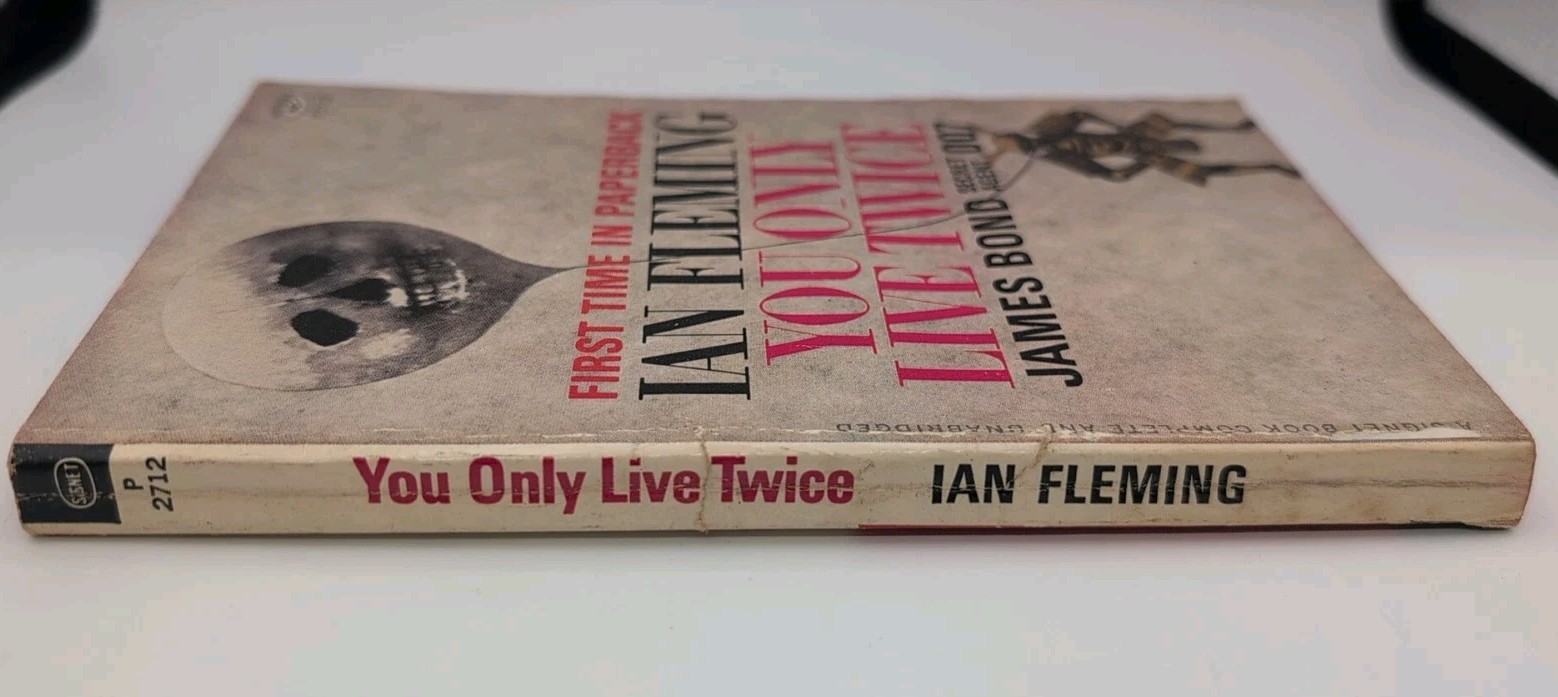 FIRST TIME IN PAPERBACK
IAN FLEMING
YOU ONLY
LIVE TWICE
JAMES BOND SECRET AGENT 007
A SIGNET BOOK COMPLETE AND UNABRIDGED
SIGNET
P
2712
You Only Live Twice IAN FLEMING